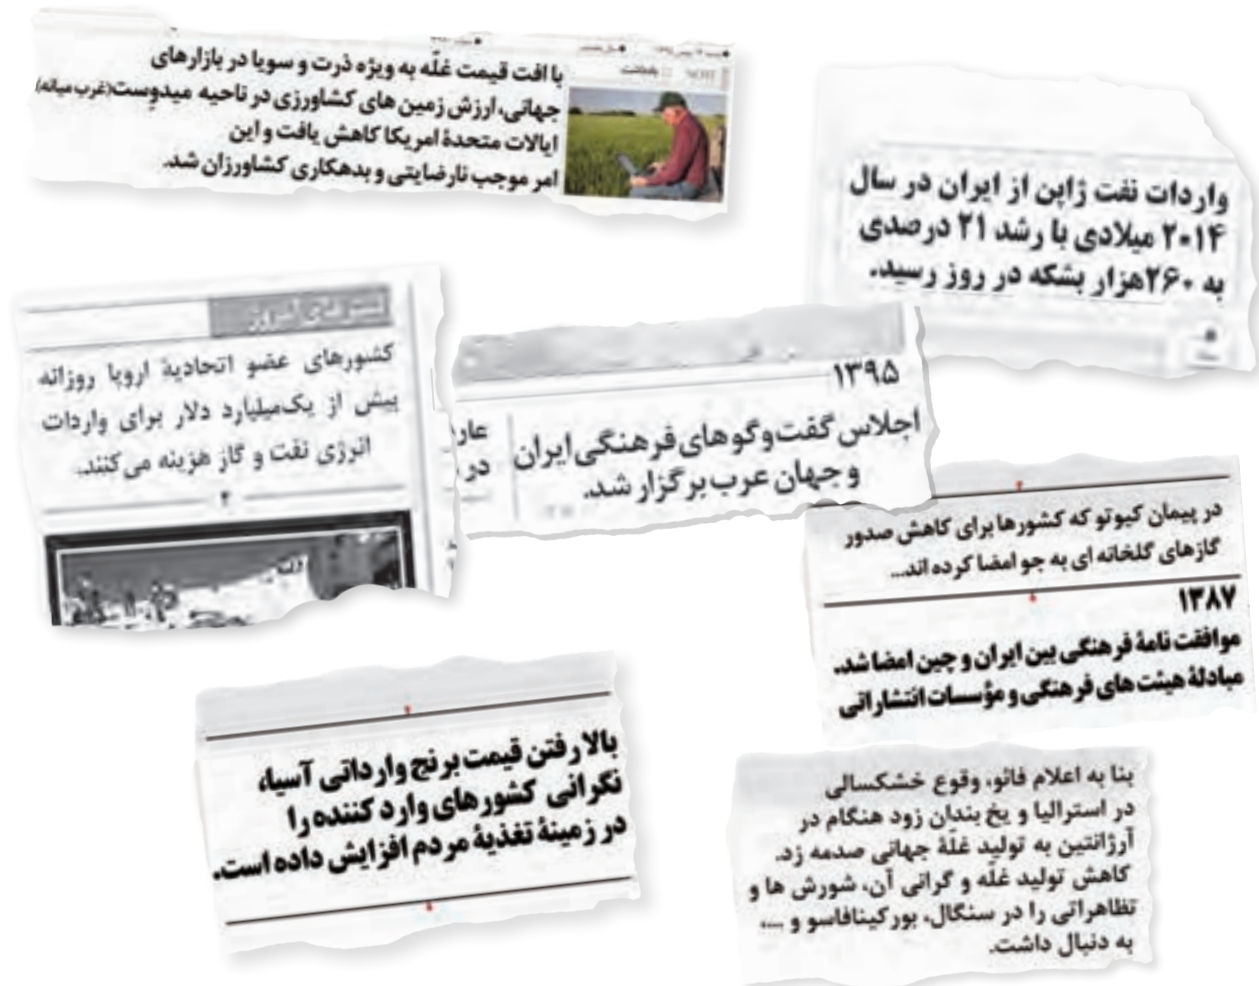 با افت قیمت غلّه به ویژه ذرت و سویا در بازارهای
جهانی، ارزش زمین های کشاورزی در ناحیه میدوست(غرب میانه)
ایالات متحدهٔ امریکا کاهش یافت و این
امر موجب نارضایتی و بدهکاری کشاورزان شد.
NOTE یادداشت
واردات نفت ژاپن از ایران در سال
۲۰۱۴ میلادی با رشد ۲۱ درصدی
به ۲۶۰هزار بشکه در روز رسید.
کشورهای عضو اتحادیهٔ اروپا روزانه
بیش از یک‌میلیارد دلار برای واردات
انرژی نفت و گاز هزینه می‌کنند.
۲
۱۳۹۵
اجلاس گفت‌وگوهای فرهنگی ایران
و جهان عرب برگزار شد.
عار
در
در پیمان کیوتو که کشورها برای کاهش صدور
گازهای گلخانه ای به جو امضا کرده اند...
۱۳۸۷
موافقت نامهٔ فرهنگی بین ایران و چین امضا شد.
مبادلهٔ هیئت های فرهنگی و مؤسسات انتشاراتی
بالا رفتن قیمت برنج وارداتی آسیا،
نگرانی کشورهای وارد کننده را
در زمینهٔ تغذیهٔ مردم افزایش داده است.
بنا به اعلام فائو، وقوع خشکسالی
در استرالیا و یخ بندان زود هنگام در
آرژانتین به تولید غلّهٔ جهانی صدمه زد.
کاهش تولید غلّه و گرانی آن، شورش ها و
تظاهراتی را در سنگال، بورکینافاسو و ....
به دنبال داشت.